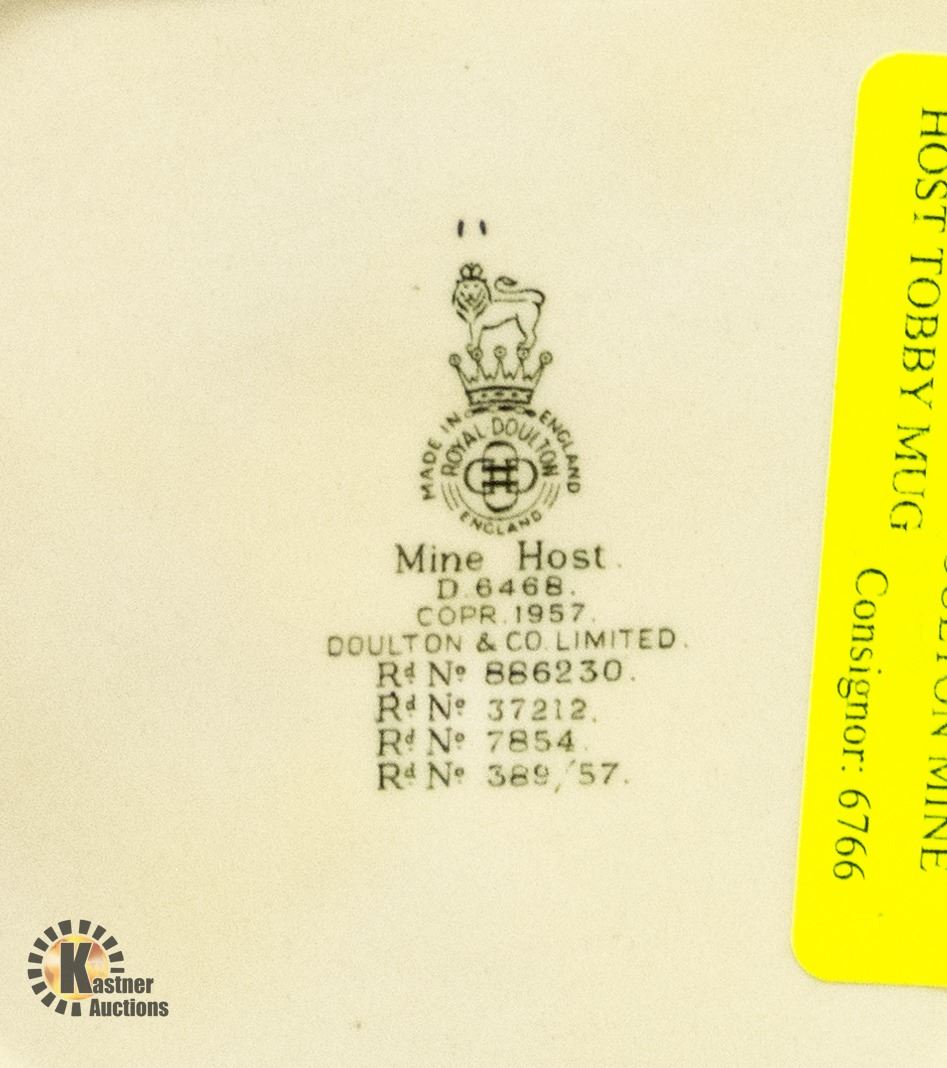 MADE IN ENGLAND
ROYAL DOULTON
ENGLAND
Mine Host.
D.6468.
COPR.1957.
DOULTON & CO. LIMITED.
Rᵈ Nº 886230.
Rᵈ Nº 37212.
Rᵈ Nº 7854.
Rᵈ Nº 389/57.
MINE
HOST TOBBY MUG
Consignor: 6766
Kastner
Auctions